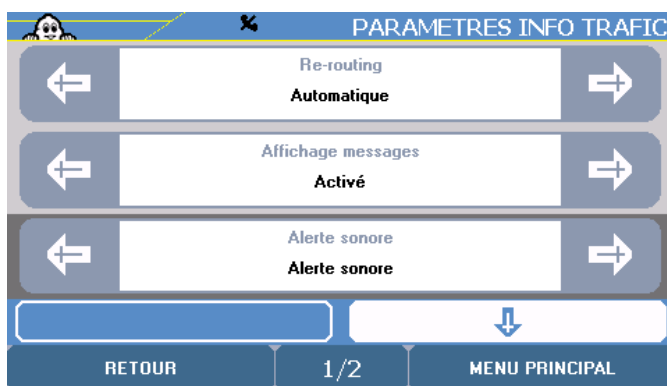 PARAMETRES INFO TRAFIC
Re-routing
Automatique
Affichage messages
Activé
Alerte sonore
Alerte sonore
RETOUR
1/2
MENU PRINCIPAL